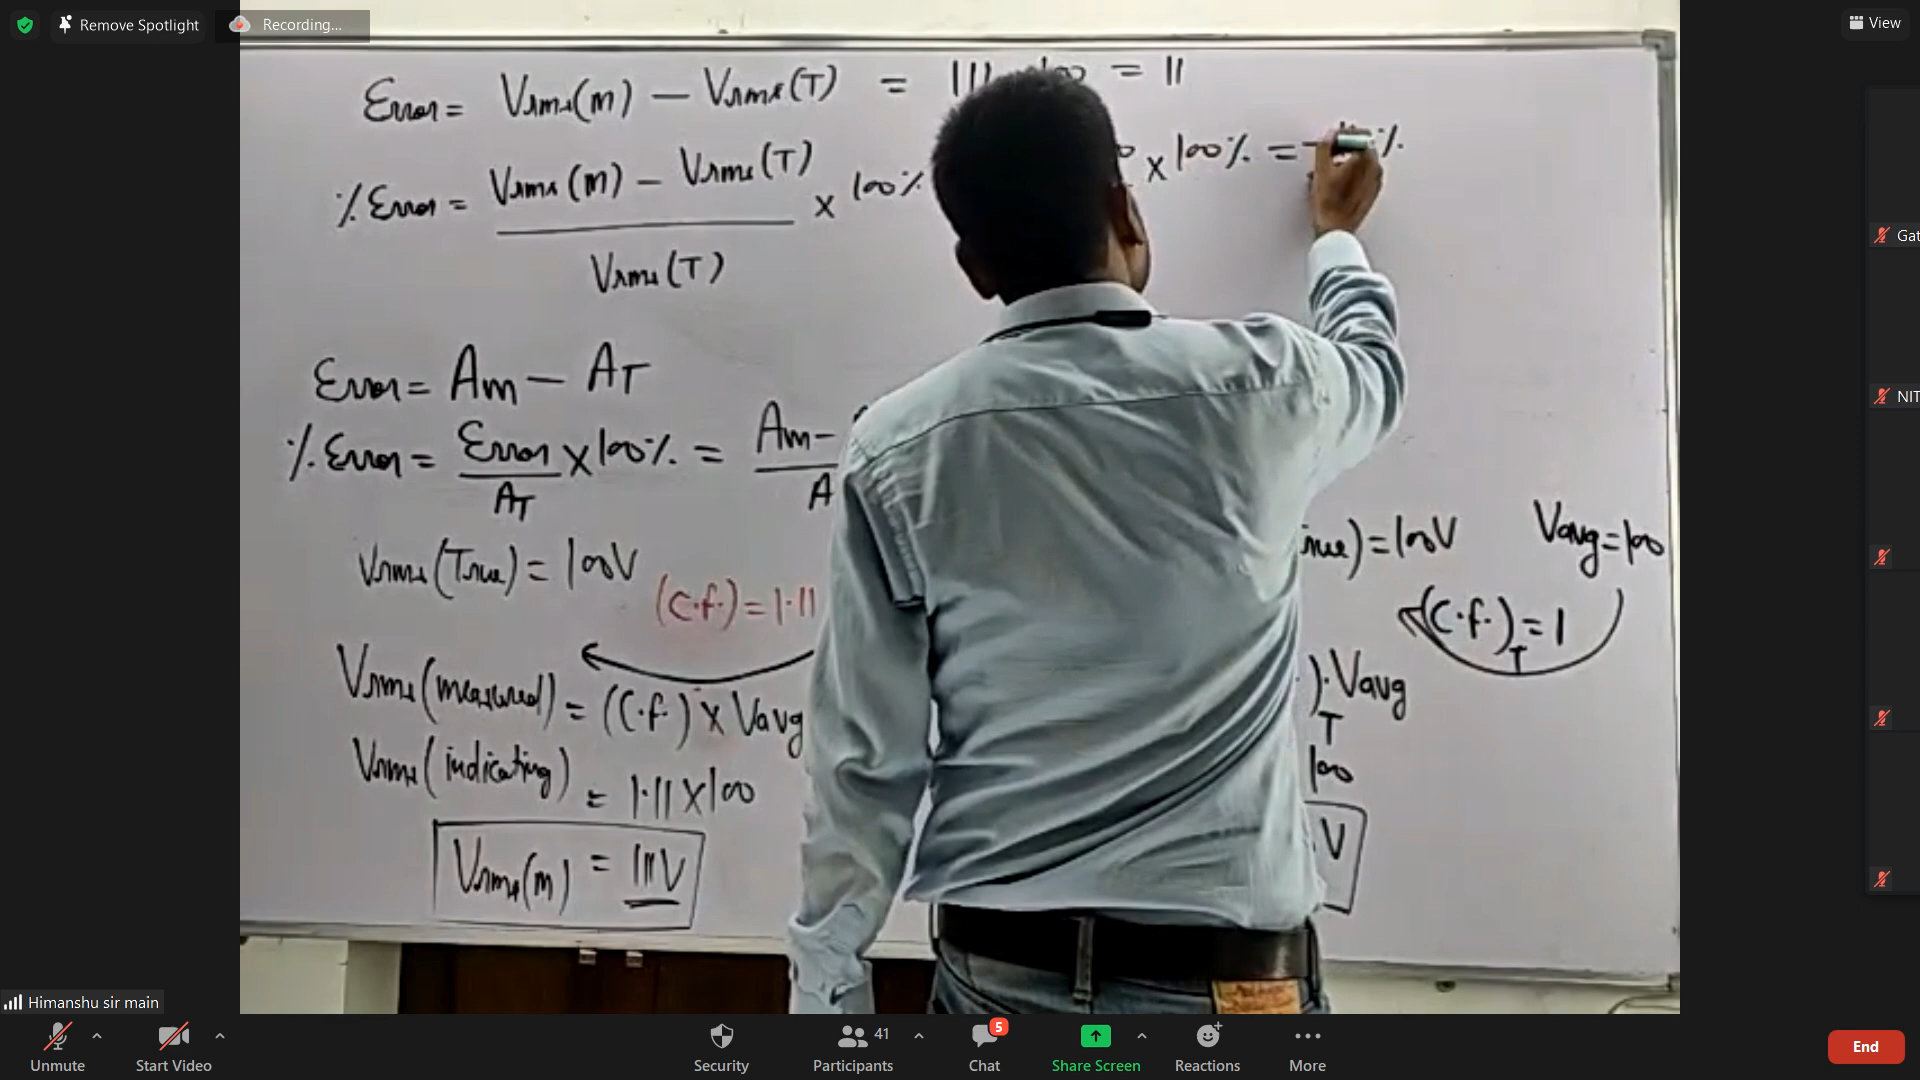 Remove Spotlight
Recording...
View
Error = Vrms(m) - Vrms(T) = 111 = 11
% Error = Vrms(m) - Vrms(T) x 100% x 100% = %
Vrms(T)
Error = Am - AT
% Error = Error x 100% = Am -
AT A
Vrms(True) = 100V
(C.f.) = 1.11
Vrms(measured) = (C.f.) x Vavg
Vrms(indicating) = 1.11 x 100
Vrms(m) = 111V
) = 100V
Vavg = 100
(C.f.)T = 1
)T . Vavg
100
V
Gat
NIT
Himanshu sir main
Unmute
Start Video
Security
Participants
41
Chat
5
Share Screen
Reactions
More
End